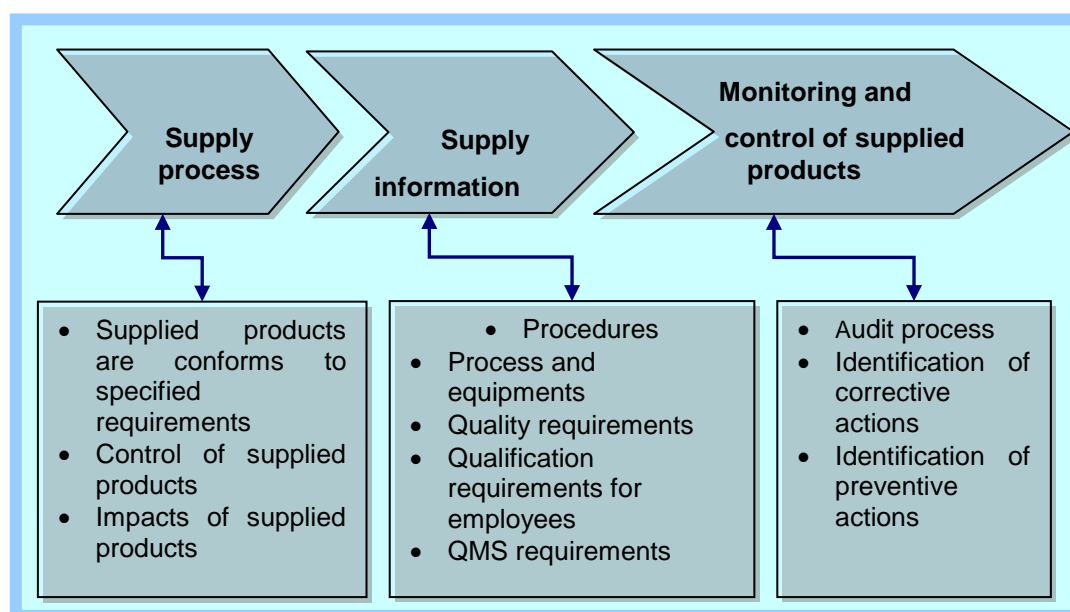 Supply
process
Supply
information
Monitoring and
control of supplied
products
• Supplied products
are conforms to
specified
requirements
• Control of supplied
products
• Impacts of supplied
products
• Procedures
• Process and
equipments
• Quality requirements
• Qualification
requirements for
employees
• QMS requirements
• Audit process
• Identification of
corrective
actions
• Identification of
preventive
actions